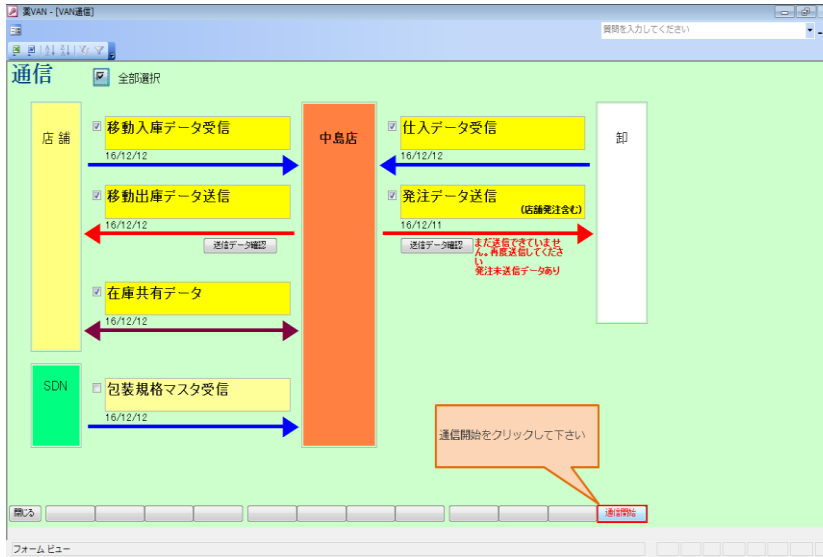 薬VAN - [VAN通信]
質問を入力してください
通信
全部選択
店舗
移動入庫データ受信
16/12/12
中島店
仕入データ受信
16/12/12
卸
移動出庫データ送信
16/12/12
送信データ確認
発注データ送信
(店舗発注含む)
16/12/11
送信データ確認
まだ送信できていませ
ん。再度送信してくださ
い
発注未送信データあり
在庫共有データ
16/12/12
SDN
包装規格マスタ受信
16/12/12
通信開始をクリックして下さい
閉じる
通信開始
フォーム ビュー